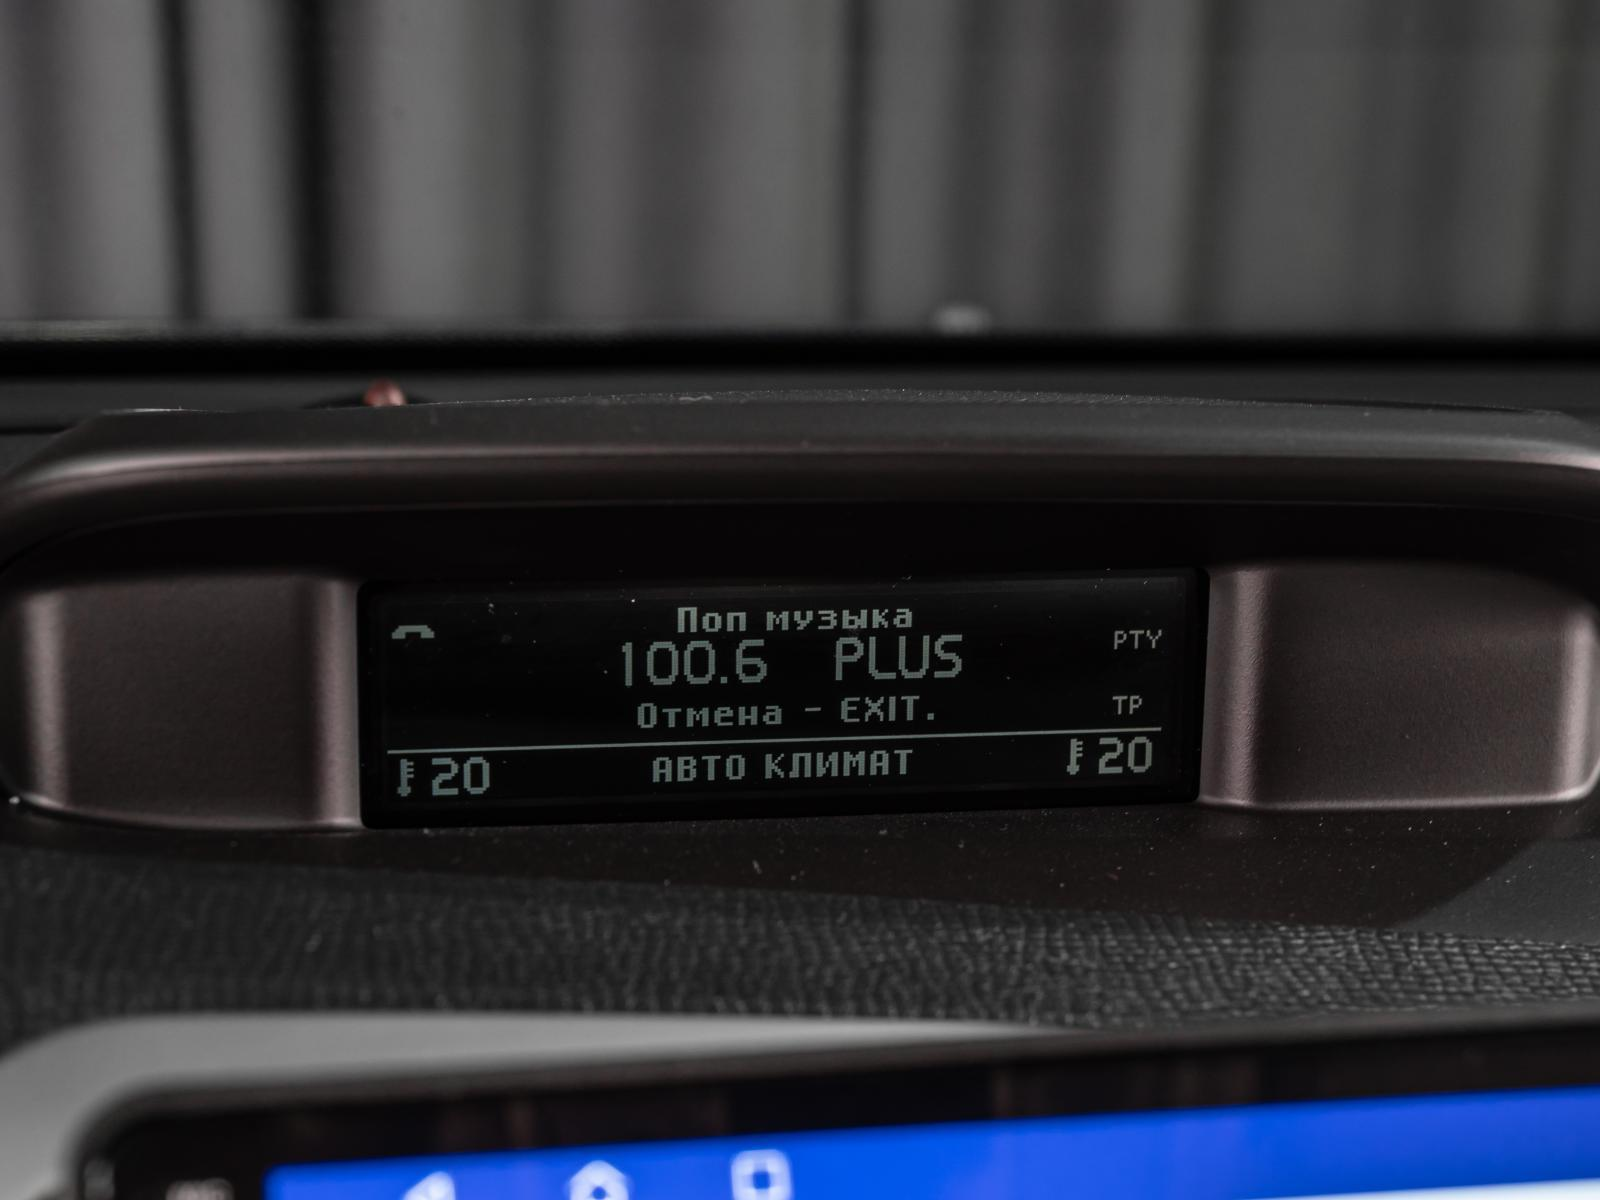 Поп музыка
100.6 PLUS
PTY
Отмена - EXIT.
TP
20 АВТО КЛИМАТ 20